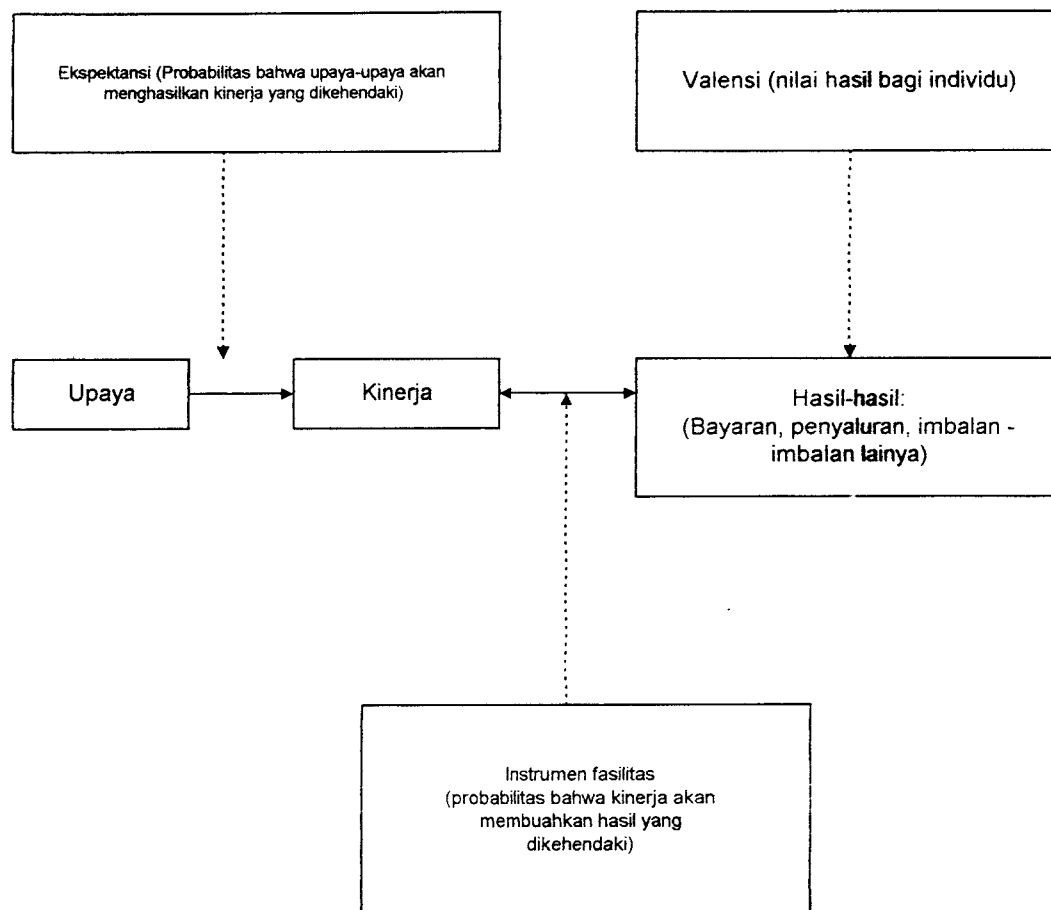 Ekspektansi (Probabilitas bahwa upaya-upaya akan
menghasilkan kinerja yang dikehendaki)
Valensi (nilai hasil bagi individu)
Upaya
Kinerja
Hasil-hasil:
(Bayaran, penyaluran, imbalan -
imbalan lainya)
Instrumen fasilitas
(probabilitas bahwa kinerja akan
membuahkan hasil yang
dikehendaki)